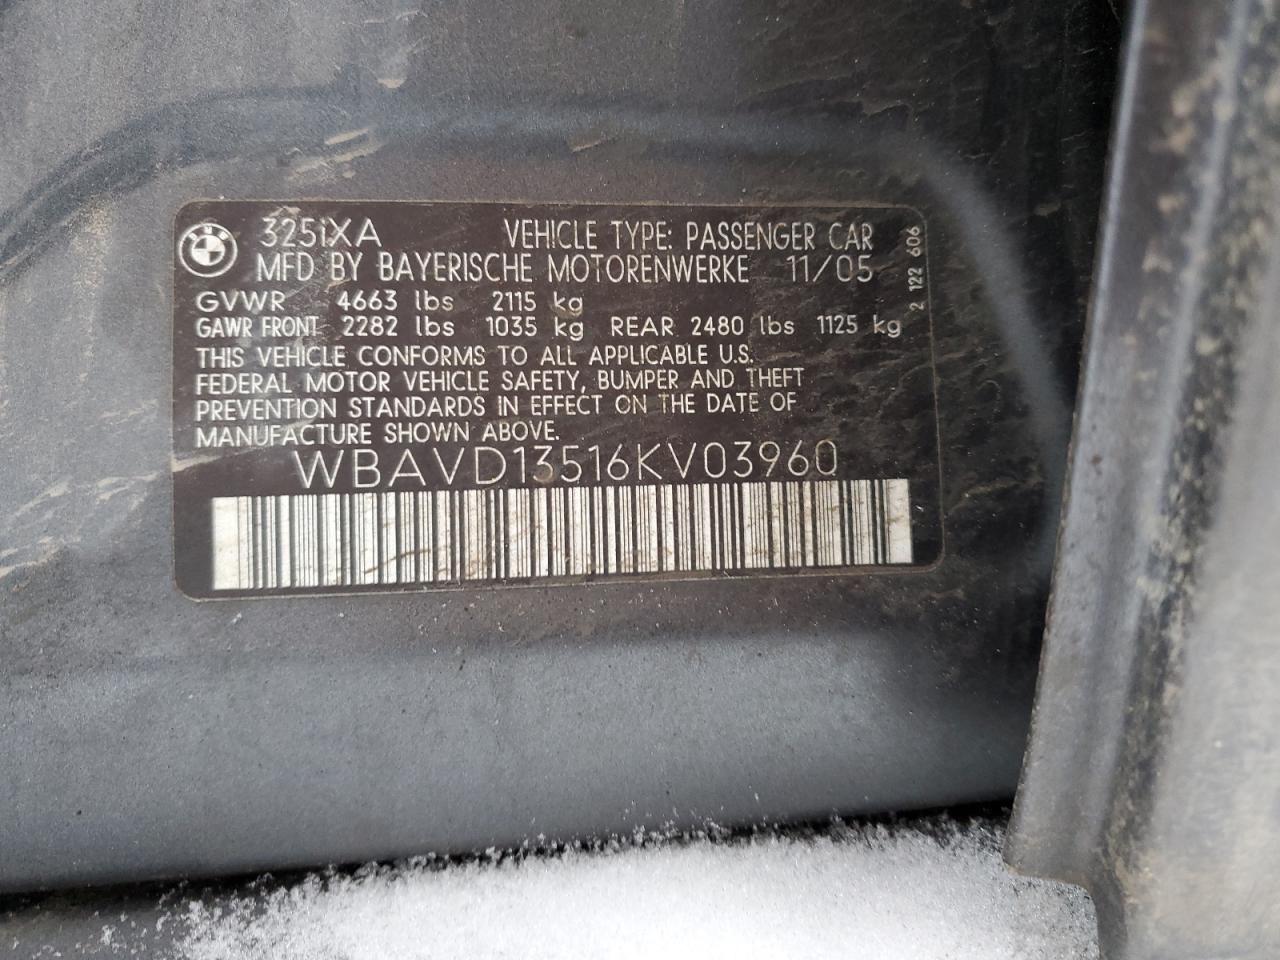 BMW
325iXA VEHICLE TYPE: PASSENGER CAR
MFD BY BAYERISCHE MOTORENWERKE 11/05
GVWR 4663 lbs 2115 kg
GAWR FRONT 2282 lbs 1035 kg REAR 2480 lbs 1125 kg
THIS VEHICLE CONFORMS TO ALL APPLICABLE U.S.
FEDERAL MOTOR VEHICLE SAFETY, BUMPER AND THEFT
PREVENTION STANDARDS IN EFFECT ON THE DATE OF
MANUFACTURE SHOWN ABOVE.
WBAVD13516KV03960
2 122 606